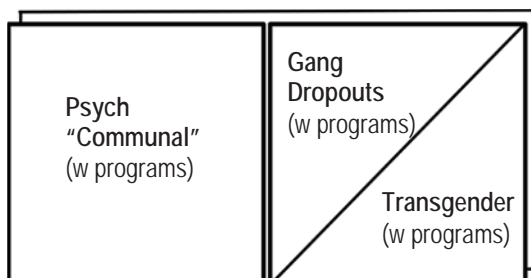 Psych
“Communal”
(w programs)
Gang
Dropouts
(w programs)
Transgender
(w programs)